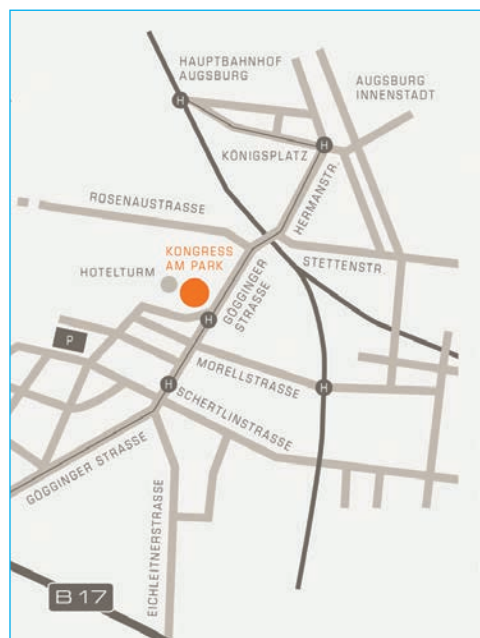 HAUPTBAHNHOF
AUGSBURG
AUGSBURG
INNENSTADT
H
H
KÖNIGSPLATZ
HERMANSTR.
ROSENAUSTRASSE
KONGRESS
AM PARK
HOTELTURM
STETTENSTR.
GÖGGINGER
STRASSE
H
P
MORELLSTRASSE
H
H
SCHERTLINSTRASSE
GÖGGINGER STRASSE
EICHLEITNERSTRASSE
B 17